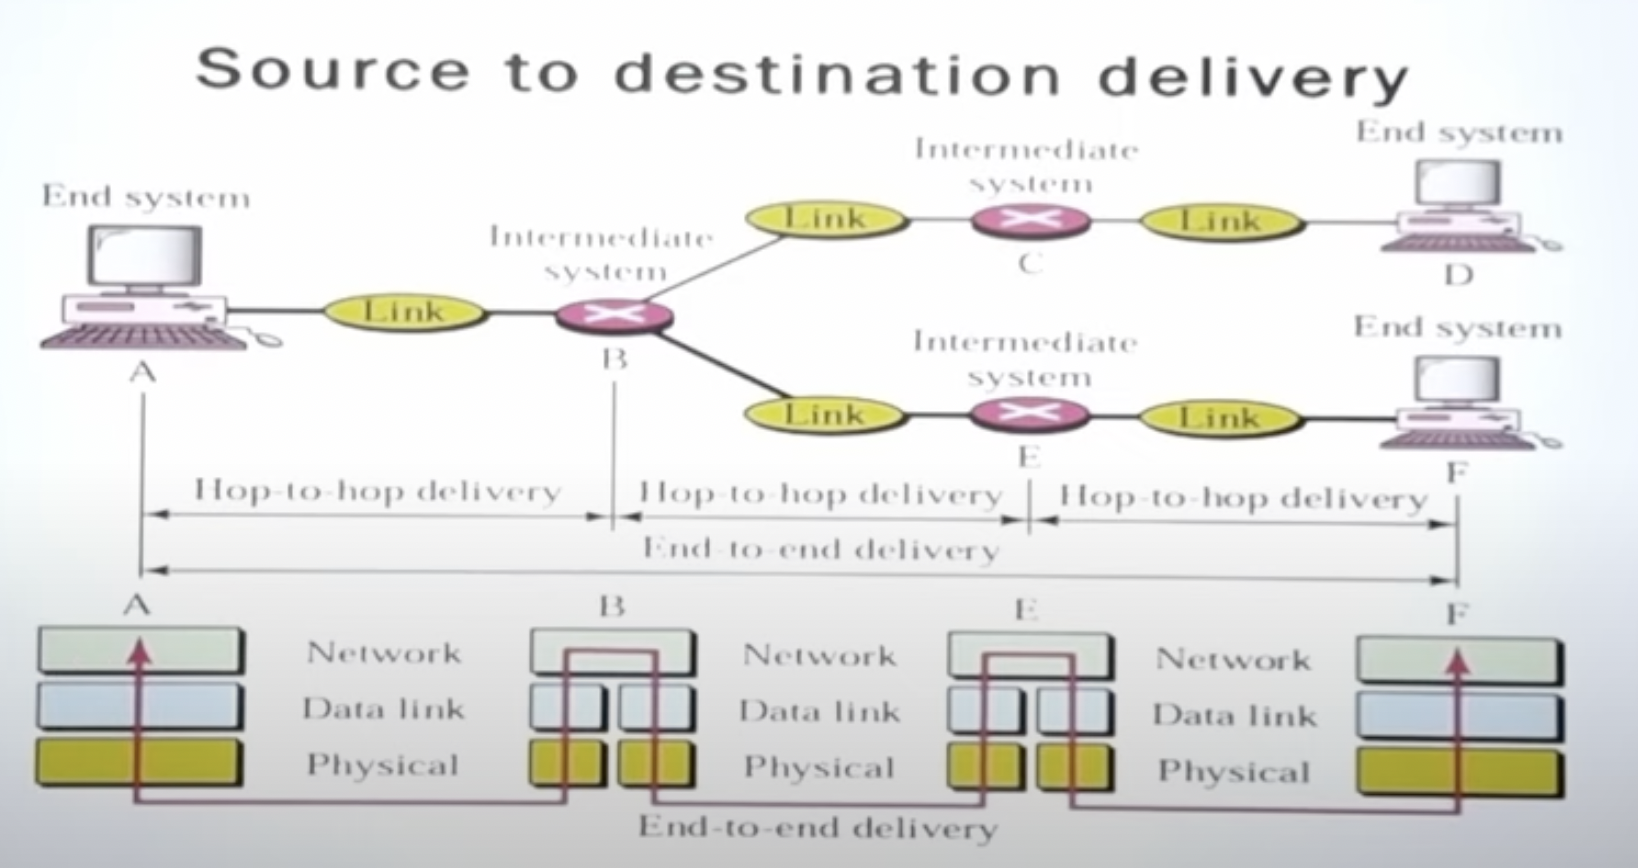 Source to destination delivery
End system
Intermediate
system
End system
End system
Intermediate
system
Link
Link
C
D
Link
A
B
Intermediate
system
End system
Link
Link
E
F
Hop-to-hop delivery
Hop-to-hop delivery
Hop-to-hop delivery
End-to-end delivery
A
B
E
F
Network
Network
Network
Data link
Data link
Data link
Physical
Physical
Physical
End-to-end delivery